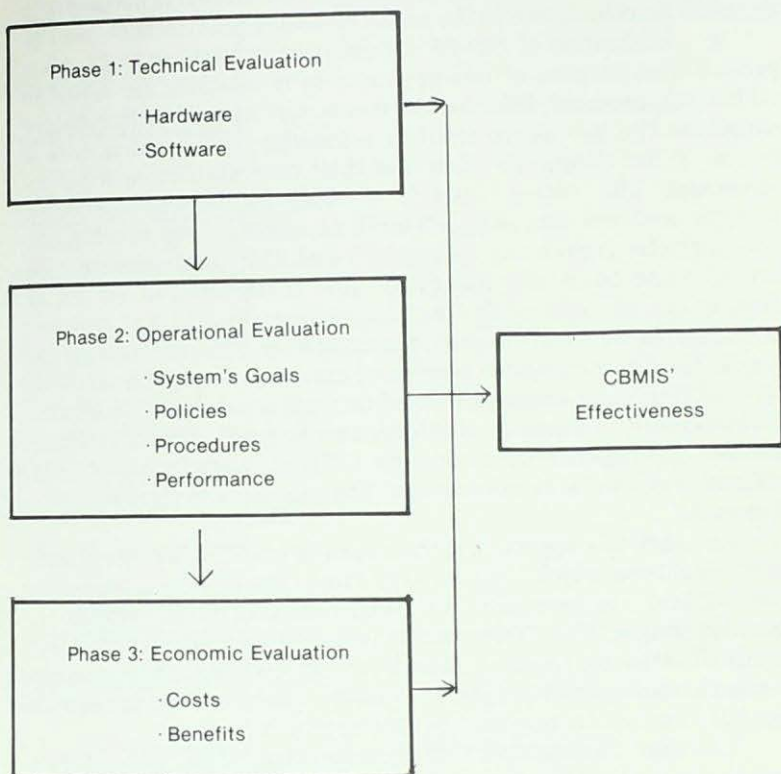 Phase 1: Technical Evaluation
· Hardware
· Software
Phase 2: Operational Evaluation
· System's Goals
· Policies
· Procedures
· Performance
CBMIS'
Effectiveness
Phase 3: Economic Evaluation
· Costs
· Benefits